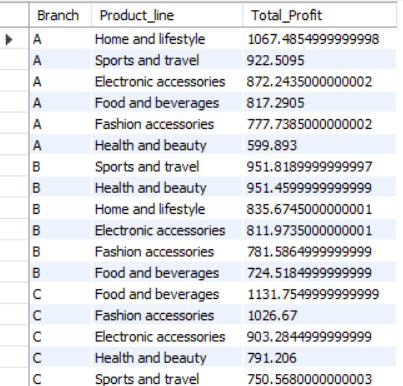 Branch Product_line Total_Profit
A Home and lifestyle 1067.4854999999998
A Sports and travel 922.5095
A Electronic accessories 872.2435000000002
A Food and beverages 817.2905
A Fashion accessories 777.7385000000002
A Health and beauty 599.893
B Sports and travel 951.8189999999997
B Health and beauty 951.4599999999999
B Home and lifestyle 835.6745000000001
B Electronic accessories 811.9735000000001
B Fashion accessories 781.5864999999999
B Food and beverages 724.5184999999999
C Food and beverages 1131.7549999999999
C Fashion accessories 1026.67
C Electronic accessories 903.2844999999999
C Health and beauty 791.206
C Sports and travel 750.5680000000003